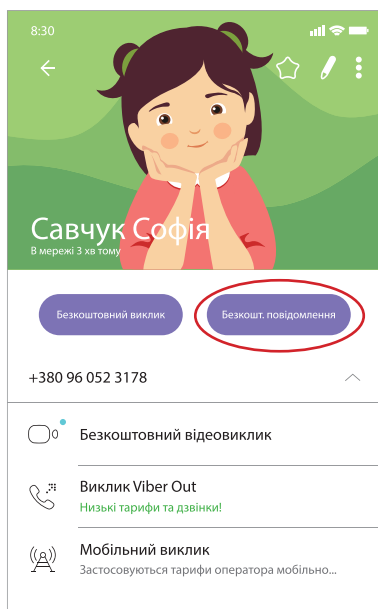 8:30
Савчук Софія
В мережі 3 хв тому
Безкоштовний виклик
Безкошт. повідомлення
+380 96 052 3178
Безкоштовний відеовиклик
Виклик Viber Out
Низькі тарифи та дзвінки!
Мобільний виклик
Застосовуються тарифи оператора мобільно...